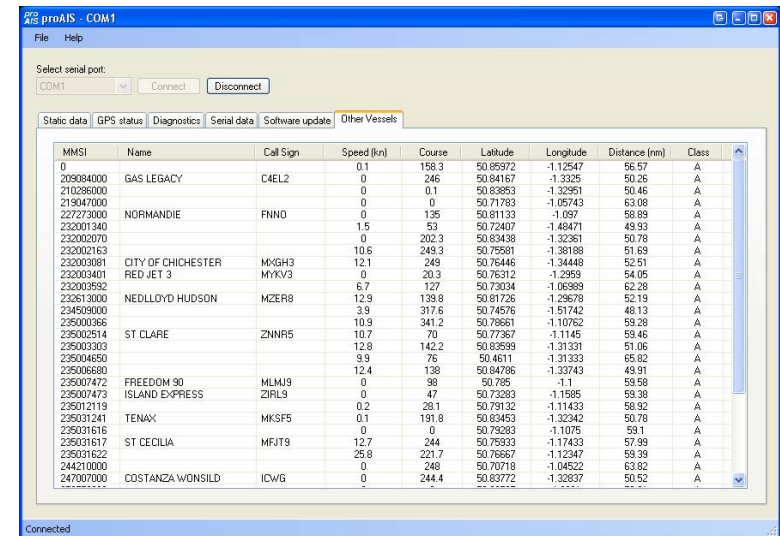 pro AIS proAIS - COM1
File Help
Select serial port:
COM1 Connect Disconnect
Static data GPS status Diagnostics Serial data Software update Other Vessels
MMSI Name Call Sign Speed (kn) Course Latitude Longitude Distance (nm) Class
0 0.1 158.3 50.85972 -1.12547 56.57 A
209084000 GAS LEGACY C4EL2 0 246 50.84167 -1.3325 50.26 A
210286000 0 0.1 50.83853 -1.32951 50.46 A
219047000 0 0 50.71783 -1.05743 63.08 A
227273000 NORMANDIE FNNO 0 135 50.81133 -1.097 58.89 A
232001340 1.5 53 50.72407 -1.48471 49.93 A
232002070 0 202.3 50.83438 -1.32361 50.78 A
232002163 10.6 249.3 50.75581 -1.38188 51.69 A
232003081 CITY OF CHICHESTER MXGH3 12.1 249 50.76446 -1.34448 52.51 A
232003401 RED JET 3 MYKV3 0 20.3 50.76312 -1.2959 54.05 A
232003592 6.7 127 50.73034 -1.06989 62.28 A
232613000 NEDLLOYD HUDSON MZER8 12.9 139.8 50.81726 -1.29678 52.19 A
234509000 3.9 317.6 50.74576 -1.51742 48.13 A
235000366 10.9 341.2 50.78661 -1.10762 59.28 A
235002514 ST CLARE ZNNR5 10.7 70 50.77367 -1.1145 59.46 A
235003303 12.8 142.2 50.83599 -1.31331 51.06 A
235004650 9.9 76 50.4611 -1.31333 65.82 A
235006680 12.4 138 50.84786 -1.33743 49.91 A
235007472 FREEDOM 90 MLMJ9 0 98 50.785 -1.1 59.58 A
235007473 ISLAND EXPRESS ZIRL9 0 47 50.73283 -1.1585 59.38 A
235012119 0.2 28.1 50.79132 -1.11433 58.92 A
235031241 TENAX MKSF5 0.1 191.8 50.83453 -1.32342 50.78 A
235031616 0 0 50.79283 -1.1075 59.1 A
235031617 ST CECILIA MFJT9 12.7 244 50.75933 -1.17433 57.99 A
235031622 25.8 221.7 50.76667 -1.12347 59.39 A
244210000 0 248 50.70718 -1.04522 63.82 A
247007000 COSTANZA WONSILD ICWG 0 244.4 50.83772 -1.32837 50.52 A
Connected